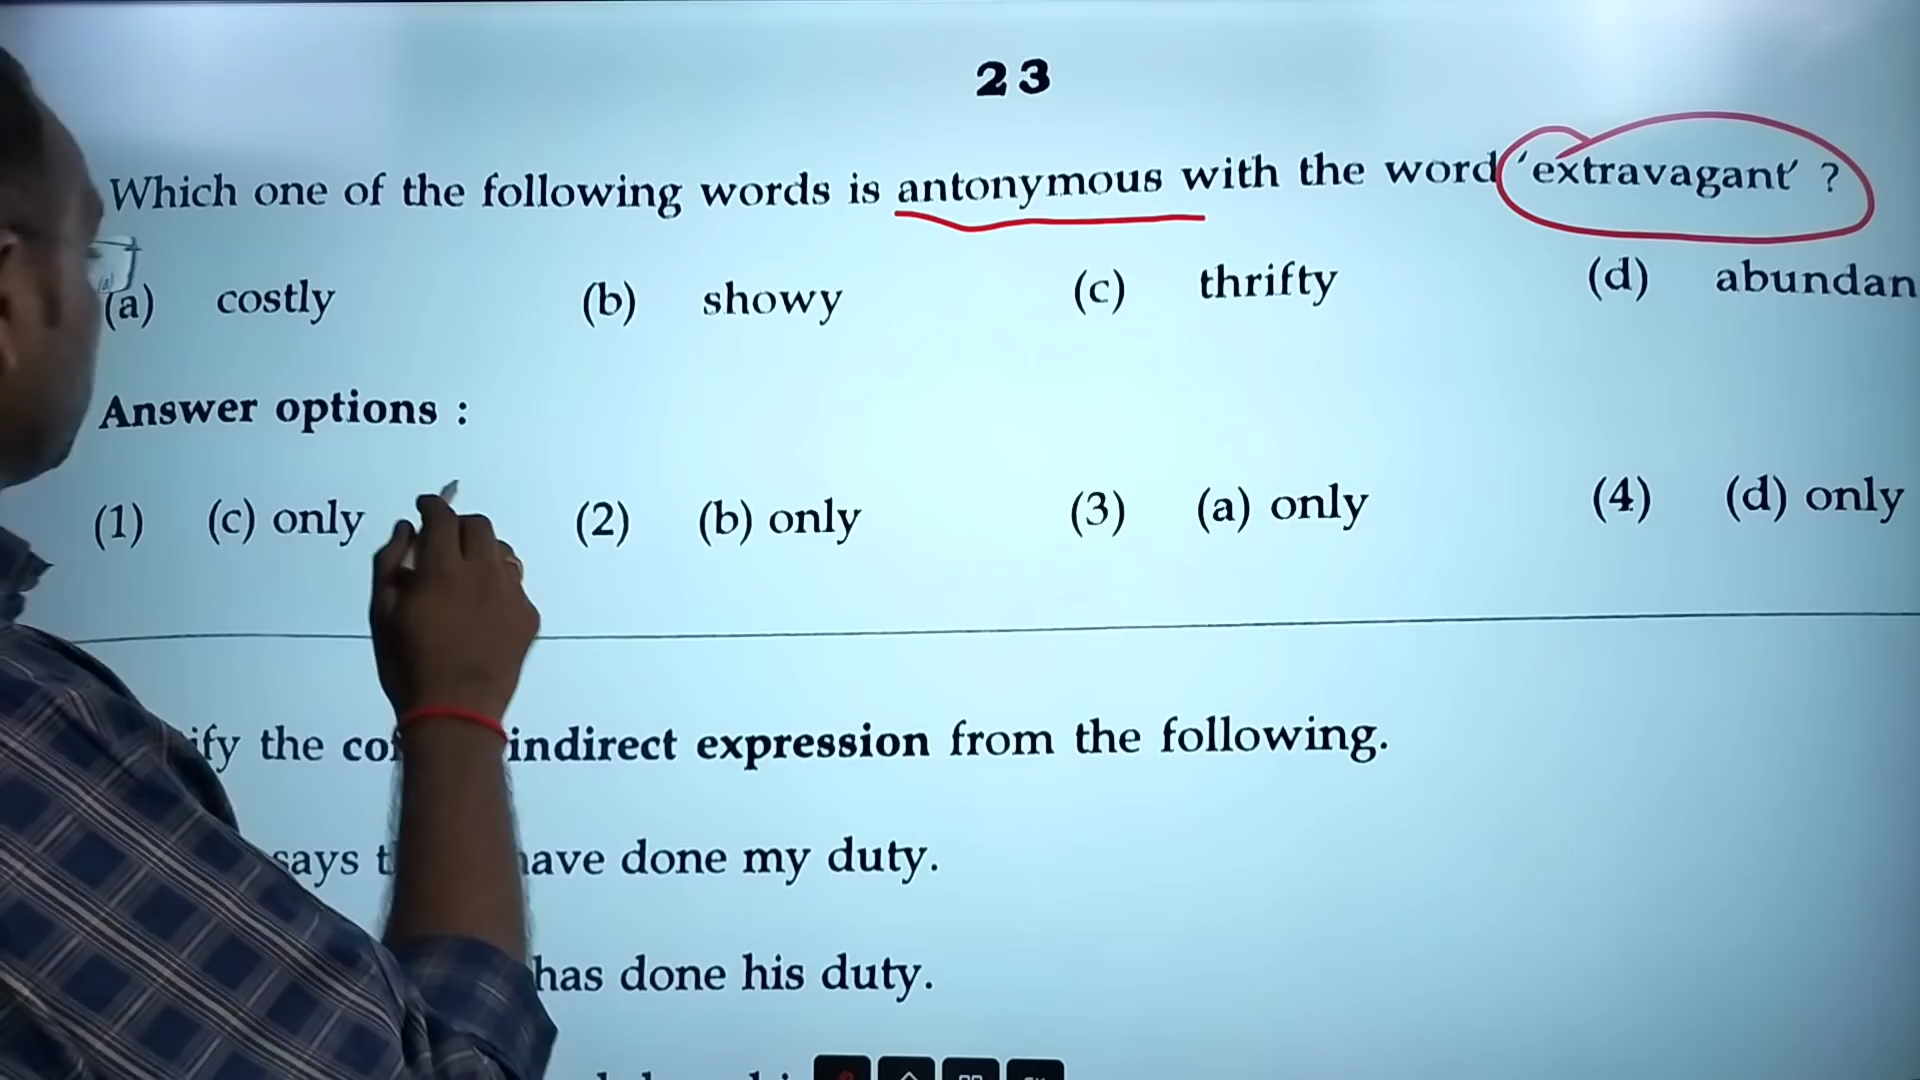 23
Which one of the following words is antonymous with the word 'extravagant' ?
(a) costly (b) showy (c) thrifty (d) abundan
Answer options :
(1) (c) only (2) (b) only (3) (a) only (4) (d) only
ify the co indirect expression from the following.
says t ave done my duty.
has done his duty.